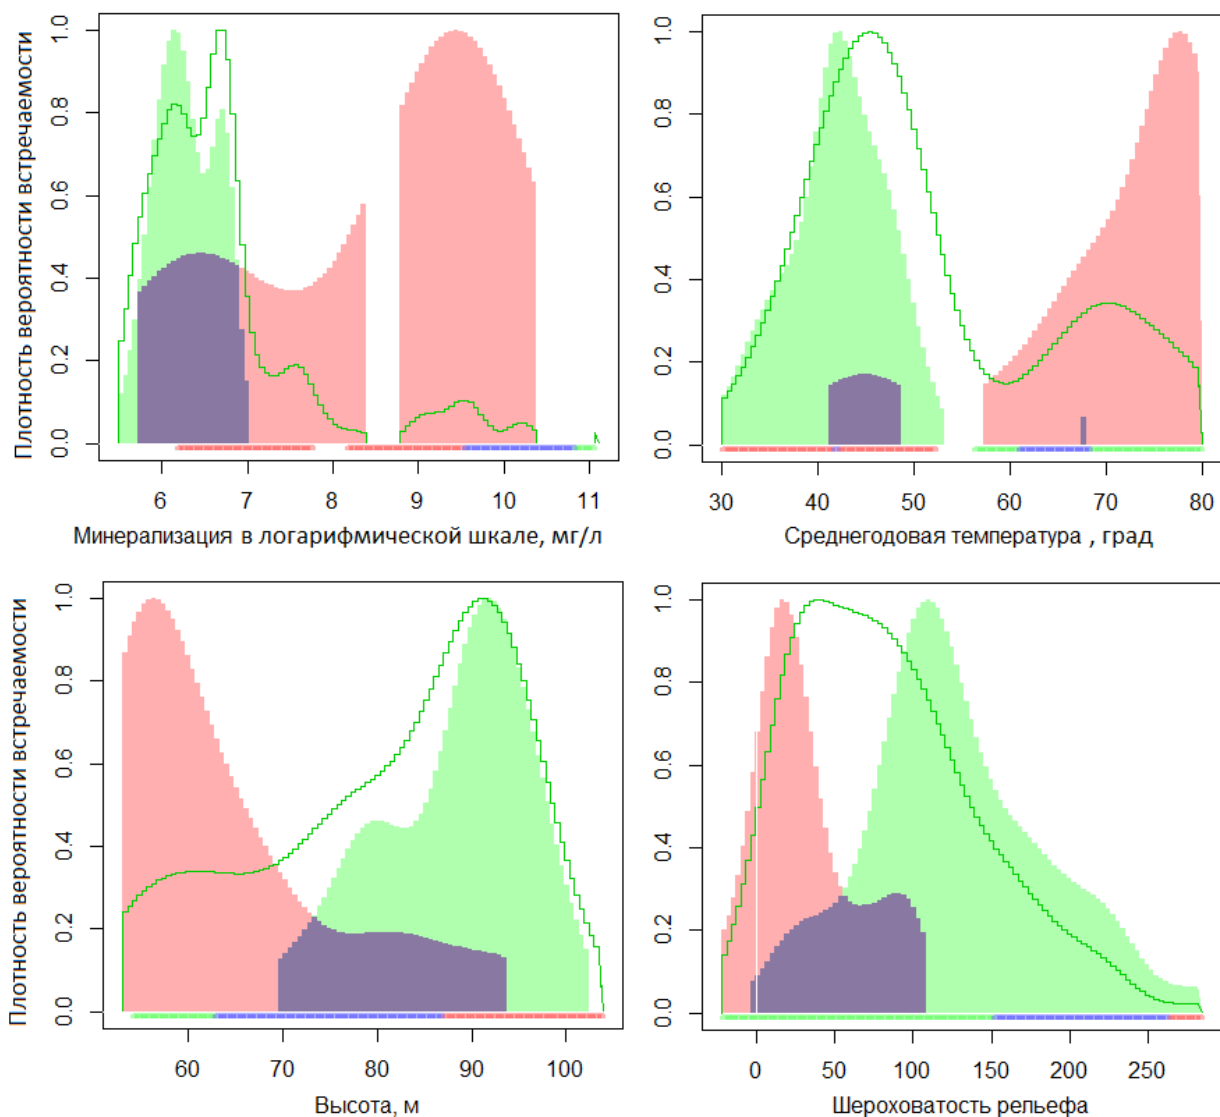 Плотность вероятности встречаемости
0.0 0.2 0.4 0.6 0.8 1.0
6 7 8 9 10 11
Минерализация в логарифмической шкале, мг/л
0.0 0.2 0.4 0.6 0.8 1.0
30 40 50 60 70 80
Среднегодовая температура , град
Плотность вероятности встречаемости
0.0 0.2 0.4 0.6 0.8 1.0
60 70 80 90 100
Высота, м
0.0 0.2 0.4 0.6 0.8 1.0
0 50 100 150 200 250
Шероховатость рельефа